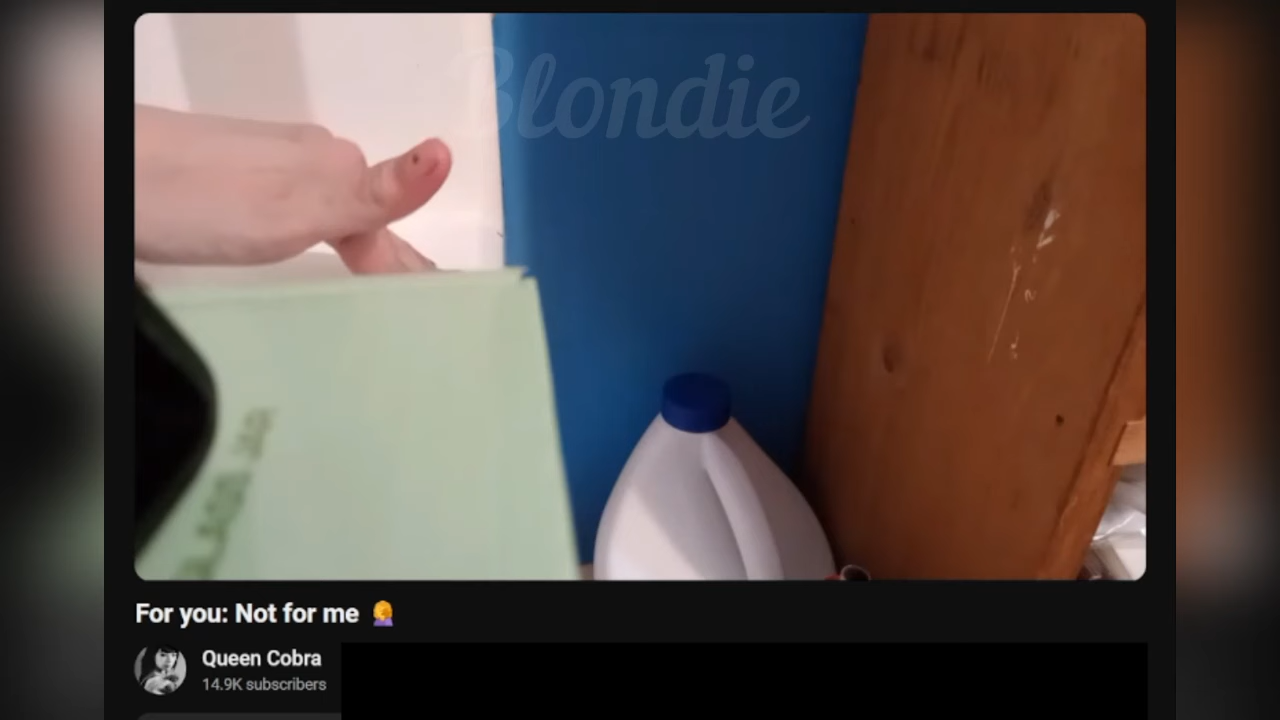 Blondie
For you: Not for me 🤦‍♀️
Queen Cobra
14.9K subscribers